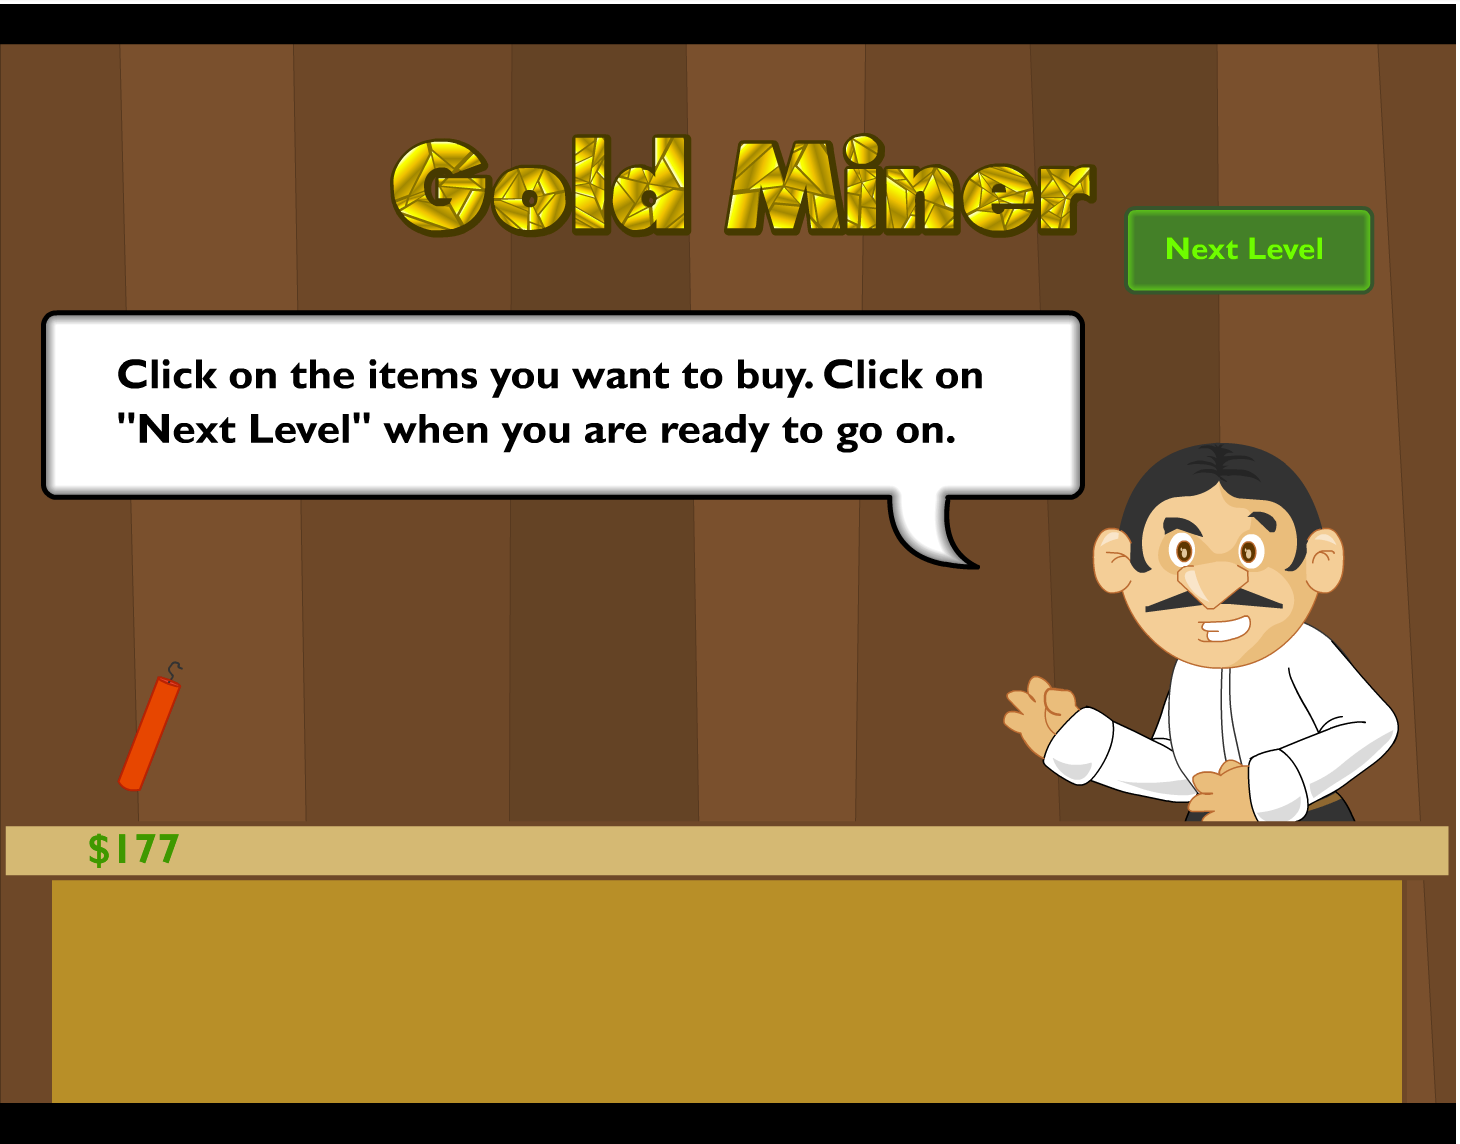 Gold Miner
Next Level
Click on the items you want to buy. Click on
"Next Level" when you are ready to go on.
$177